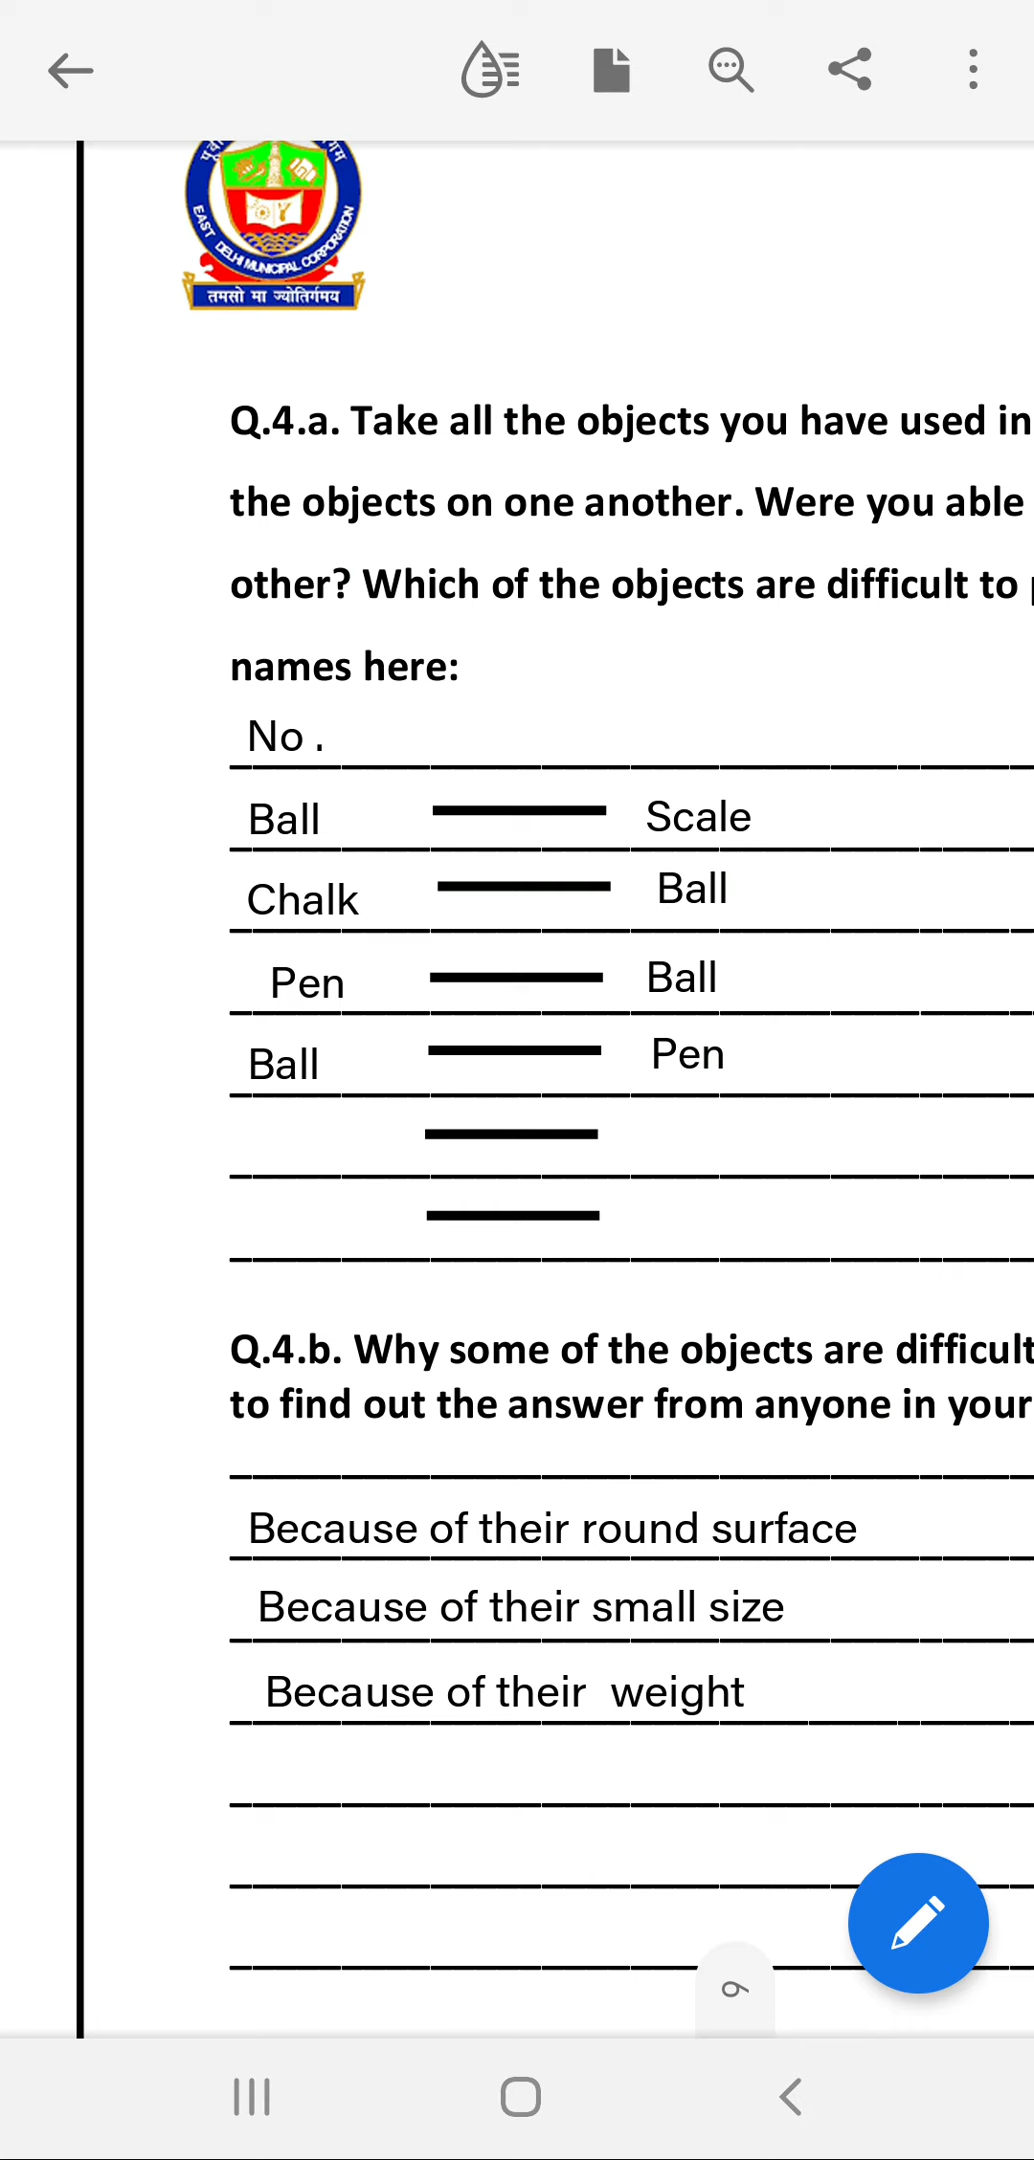 EAST DELHI MUNICIPAL CORPORATION
तमसो मा ज्योतिर्गमय
Q.4.a. Take all the objects you have used in
the objects on one another. Were you able
other? Which of the objects are difficult to
names here:
No .
Ball Scale
Chalk Ball
Pen Ball
Ball Pen
Q.4.b. Why some of the objects are difficult
to find out the answer from anyone in your
Because of their round surface
Because of their small size
Because of their  weight
9